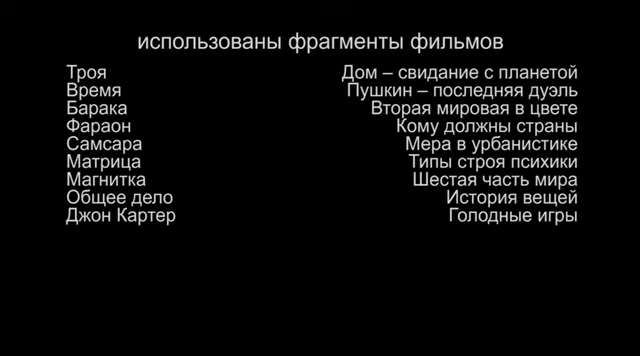 использованы фрагменты фильмов
Троя
Время
Барака
Фараон
Самсара
Матрица
Магнитка
Общее дело
Джон Картер
Дом – свидание с планетой
Пушкин – последняя дуэль
Вторая мировая в цвете
Кому должны страны
Мера в урбанистике
Типы строя психики
Шестая часть мира
История вещей
Голодные игры